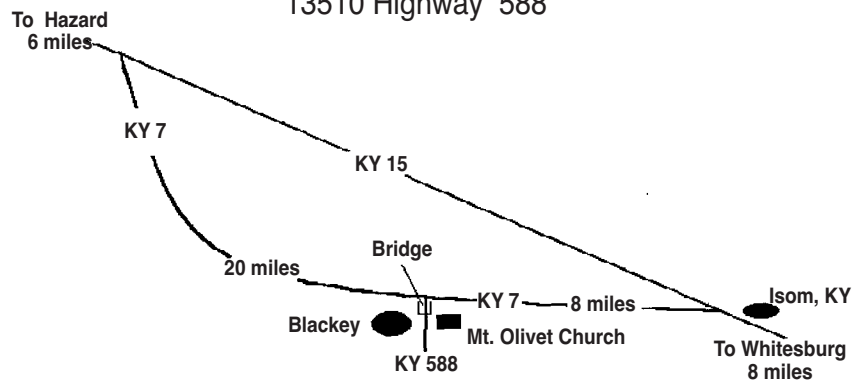 13510 Highway 588
To Hazard
6 miles
KY 7
KY 15
Bridge
20 miles
KY 7
8 miles
Isom, KY
Blackey
Mt. Olivet Church
KY 588
To Whitesburg
8 miles